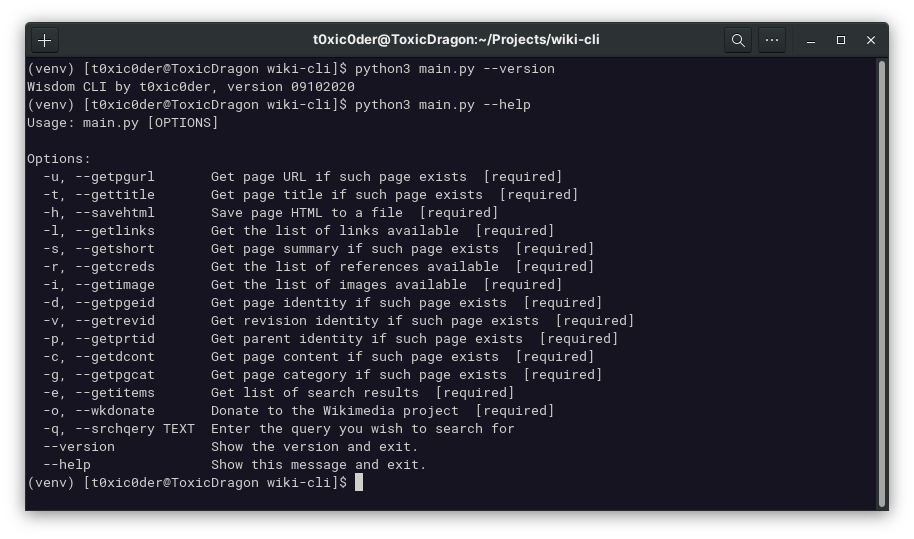 t0xic0der@ToxicDragon:~/Projects/wiki-cli
(venv) [t0xic0der@ToxicDragon wiki-cli]$ python3 main.py --version
Wisdom CLI by t0xic0der, version 09102020
(venv) [t0xic0der@ToxicDragon wiki-cli]$ python3 main.py --help
Usage: main.py [OPTIONS]

Options:
  -u, --getpgurl       Get page URL if such page exists  [required]
  -t, --gettitle       Get page title if such page exists  [required]
  -h, --savehtml       Save page HTML to a file  [required]
  -l, --getlinks       Get the list of links available  [required]
  -s, --getshort       Get page summary if such page exists  [required]
  -r, --getcreds       Get the list of references available  [required]
  -i, --getimage       Get the list of images available  [required]
  -d, --getpgeid       Get page identity if such page exists  [required]
  -v, --getrevid       Get revision identity if such page exists  [required]
  -p, --getprtid       Get parent identity if such page exists  [required]
  -c, --getdcont       Get page content if such page exists  [required]
  -g, --getpgcat       Get page category if such page exists  [required]
  -e, --getitems       Get list of search results  [required]
  -o, --wkdonate       Donate to the Wikimedia project  [required]
  -q, --srchqery TEXT  Enter the query you wish to search for
  --version            Show the version and exit.
  --help               Show this message and exit.
(venv) [t0xic0der@ToxicDragon wiki-cli]$